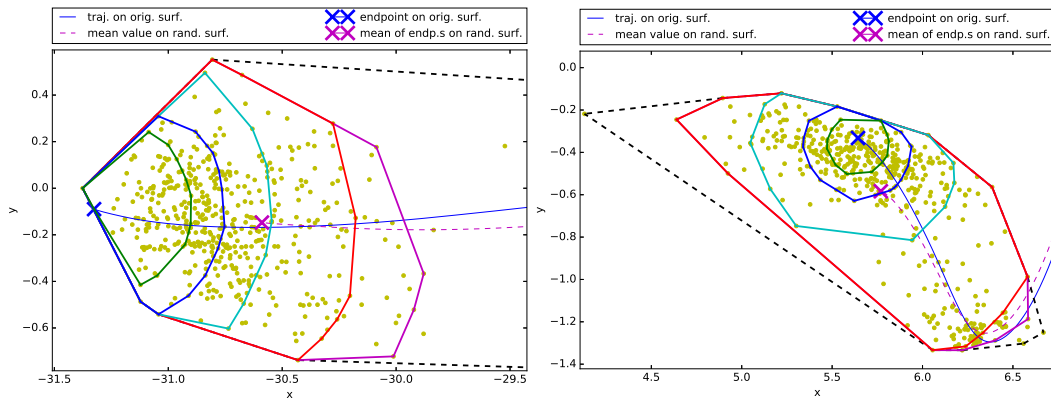 traj. on orig. surf.
mean value on rand. surf.
endpoint on orig. surf.
mean of endp.s on rand. surf.
0.4
0.2
0.0
−0.2
−0.4
−0.6
y
−31.5
−31.0
−30.5
−30.0
−29.5
x
traj. on orig. surf.
mean value on rand. surf.
endpoint on orig. surf.
mean of endp.s on rand. surf.
0.0
−0.2
−0.4
−0.6
−0.8
−1.0
−1.2
−1.4
y
4.5
5.0
5.5
6.0
6.5
x